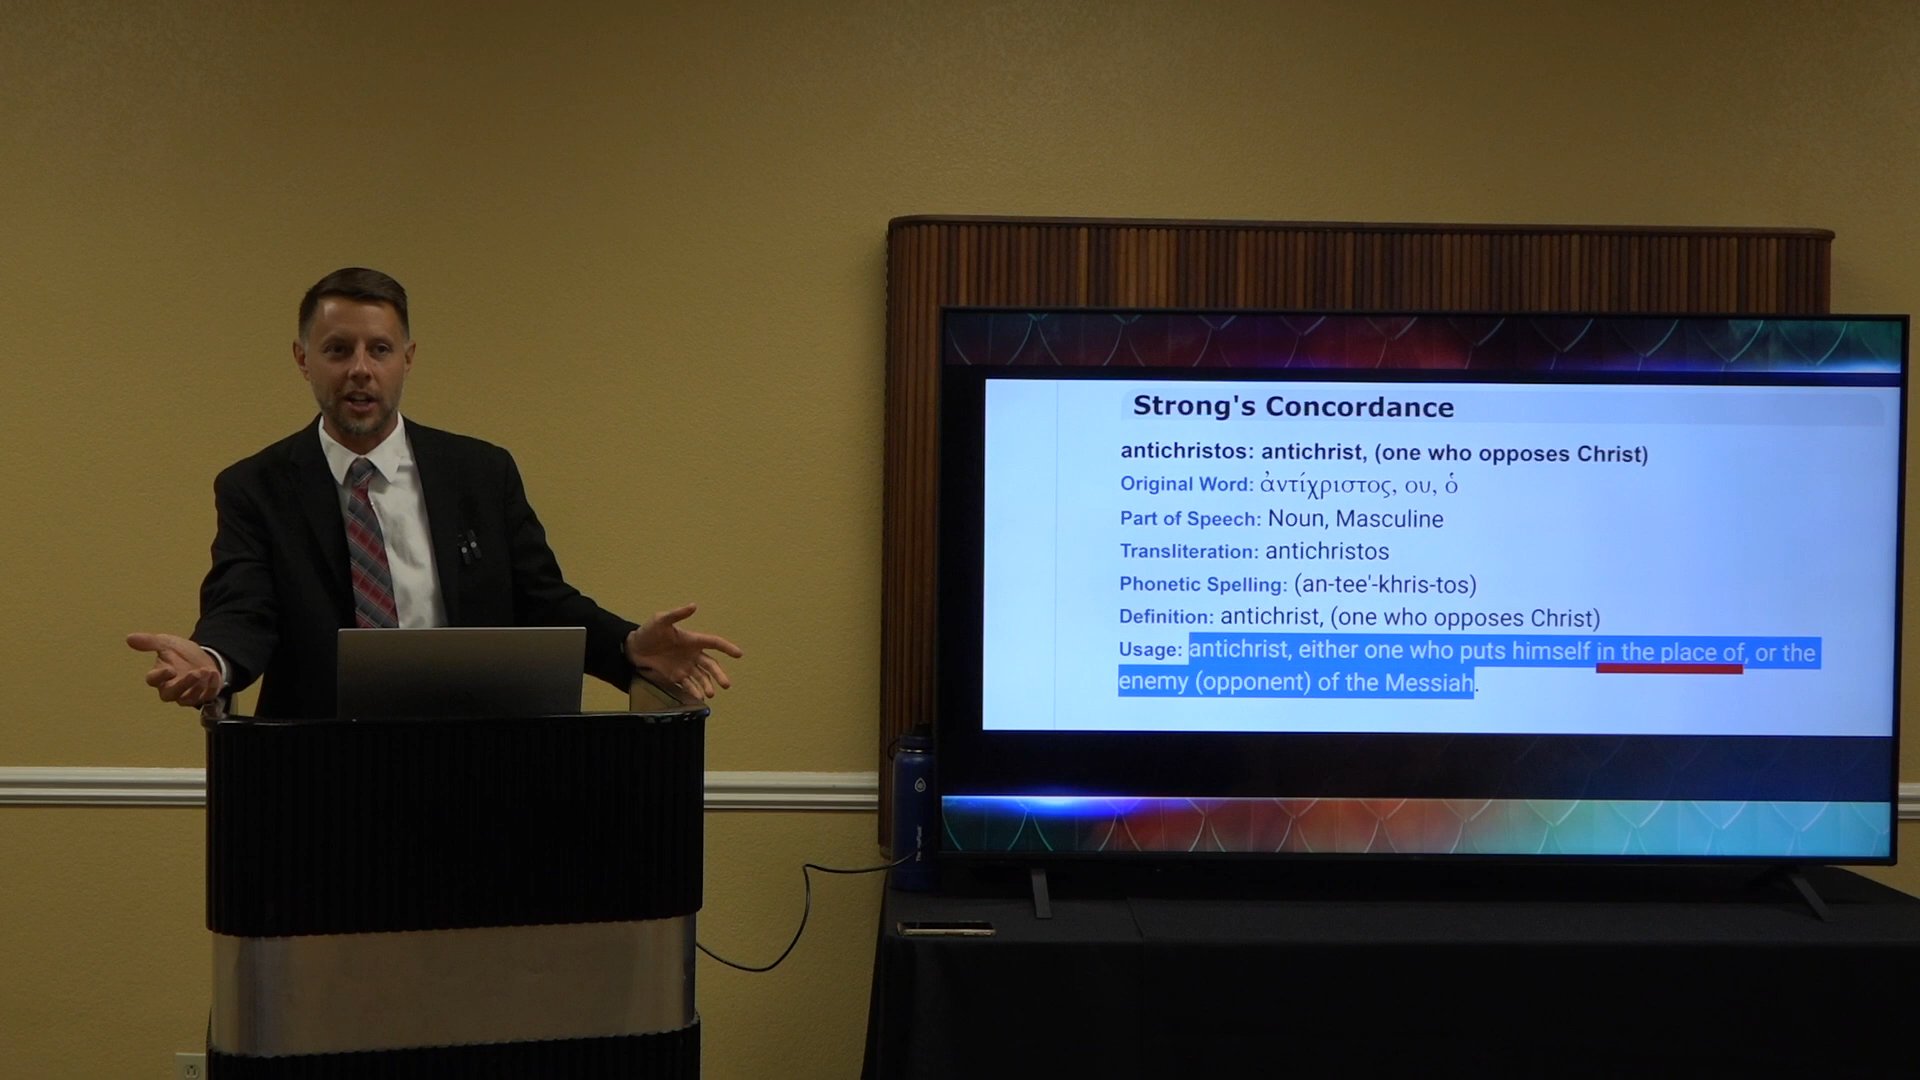 Strong's Concordance
antichristos: antichrist, (one who opposes Christ)
Original Word: ἀντίχριστος, ου, ὁ
Part of Speech: Noun, Masculine
Transliteration: antichristos
Phonetic Spelling: (an-tee'-khris-tos)
Definition: antichrist, (one who opposes Christ)
Usage: antichrist, either one who puts himself in the place of, or the
enemy (opponent) of the Messiah.